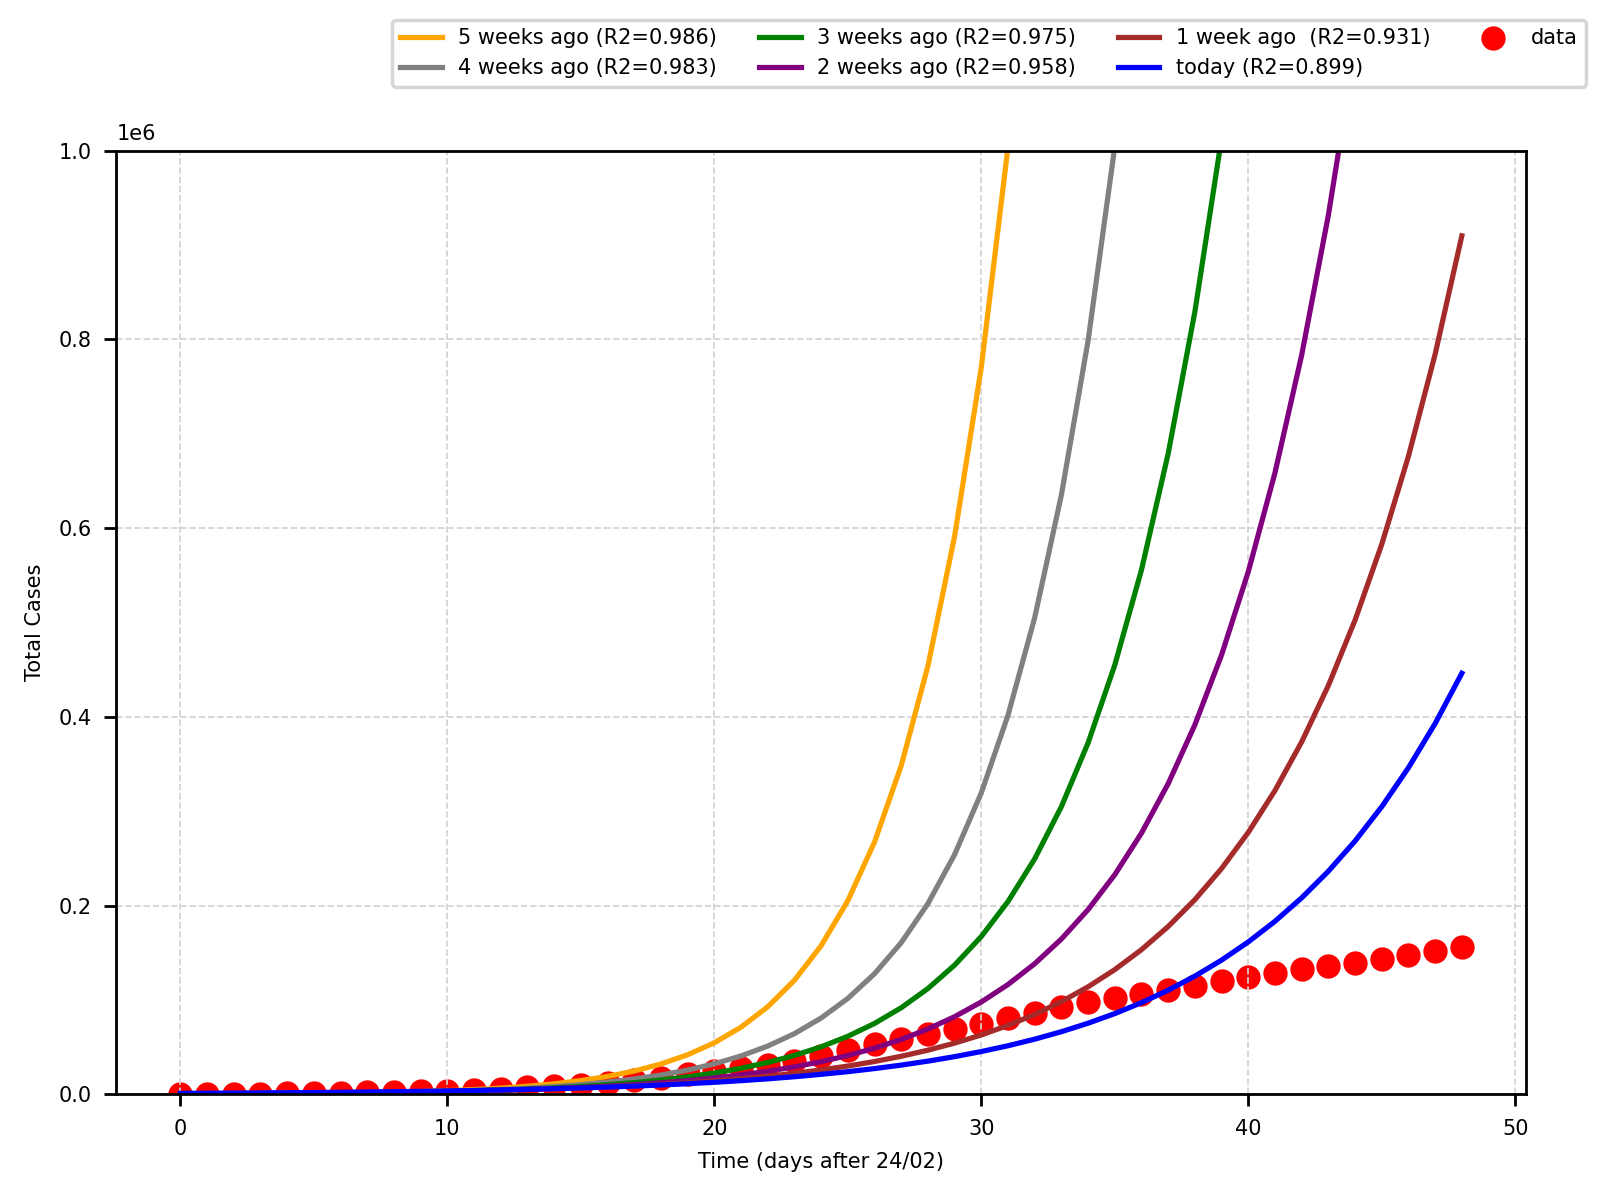 5 weeks ago (R2=0.986)
4 weeks ago (R2=0.983)
3 weeks ago (R2=0.975)
2 weeks ago (R2=0.958)
1 week ago  (R2=0.931)
today (R2=0.899)
data
1e6
1.0
0.8
0.6
0.4
0.2
0.0
Total Cases
0 10 20 30 40 50
Time (days after 24/02)